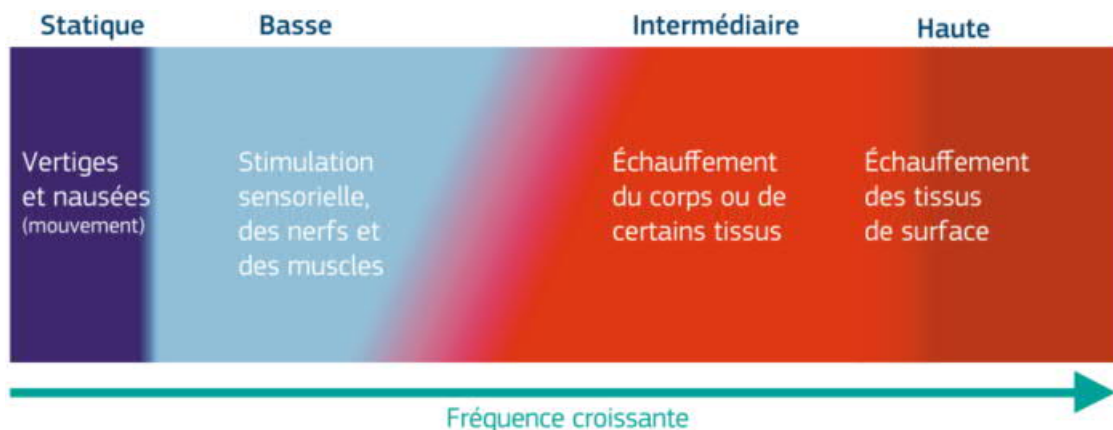 Statique
Basse
Intermédiaire
Haute
Vertiges
et nausées
(mouvement)
Stimulation
sensorielle,
des nerfs et
des muscles
Échauffement
du corps ou de
certains tissus
Échauffement
des tissus
de surface
Fréquence croissante